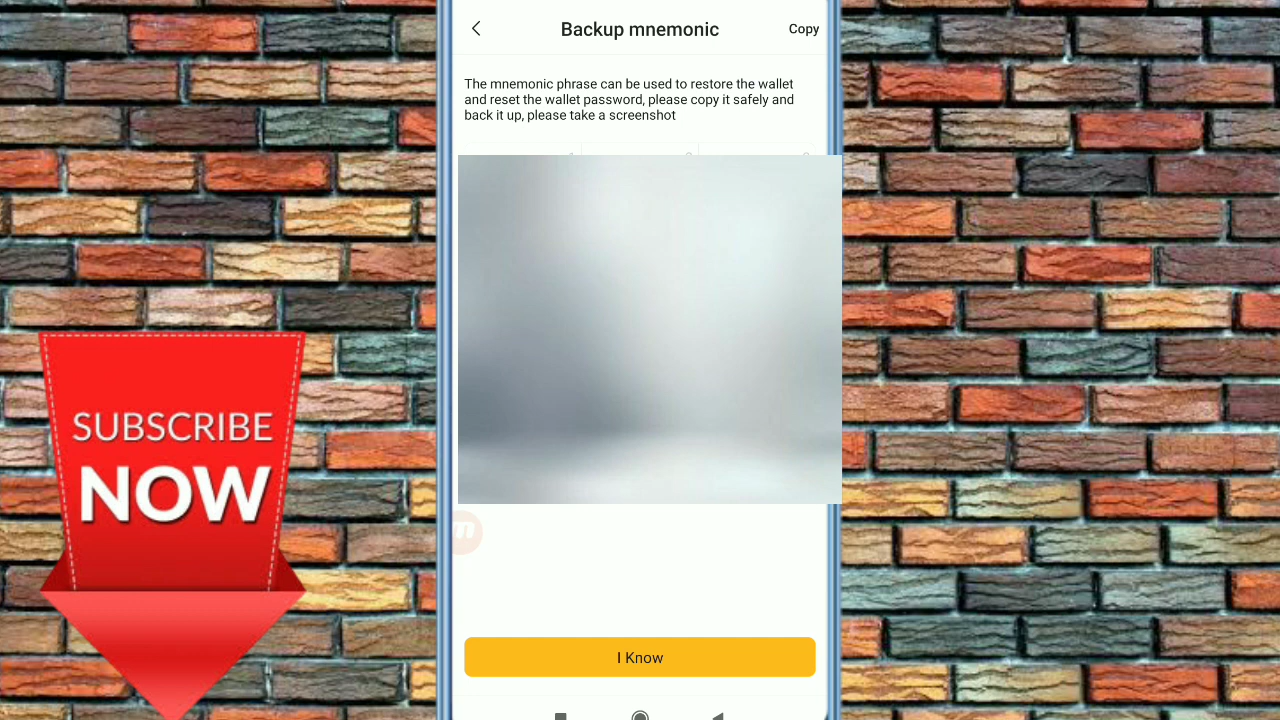 Backup mnemonic
Copy
The mnemonic phrase can be used to restore the wallet
and reset the wallet password, please copy it safely and
back it up, please take a screenshot
SUBSCRIBE
NOW
m
I Know